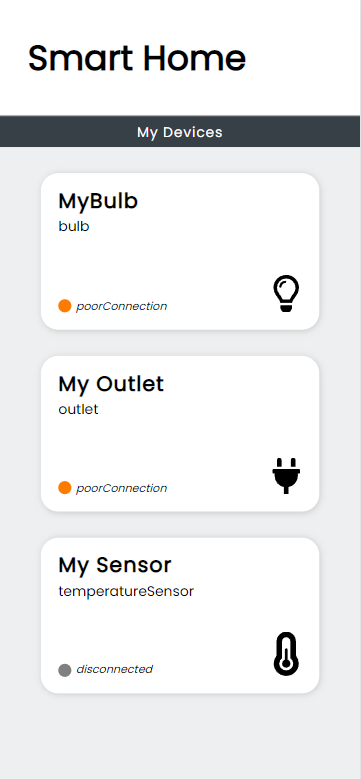 Smart Home
My Devices
MyBulb
bulb
poorConnection
My Outlet
outlet
poorConnection
My Sensor
temperatureSensor
disconnected